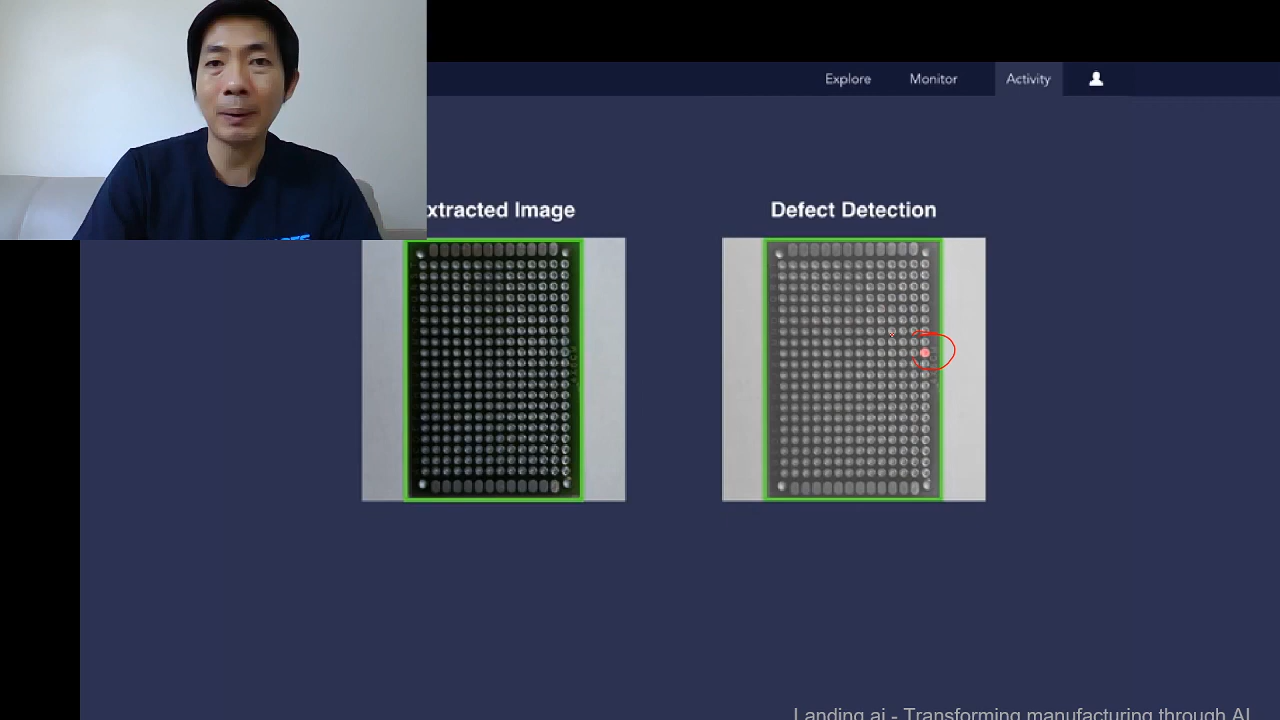 Explore Monitor Activity
xtracted Image
Defect Detection
Landing.ai - Transforming manufacturing through AI